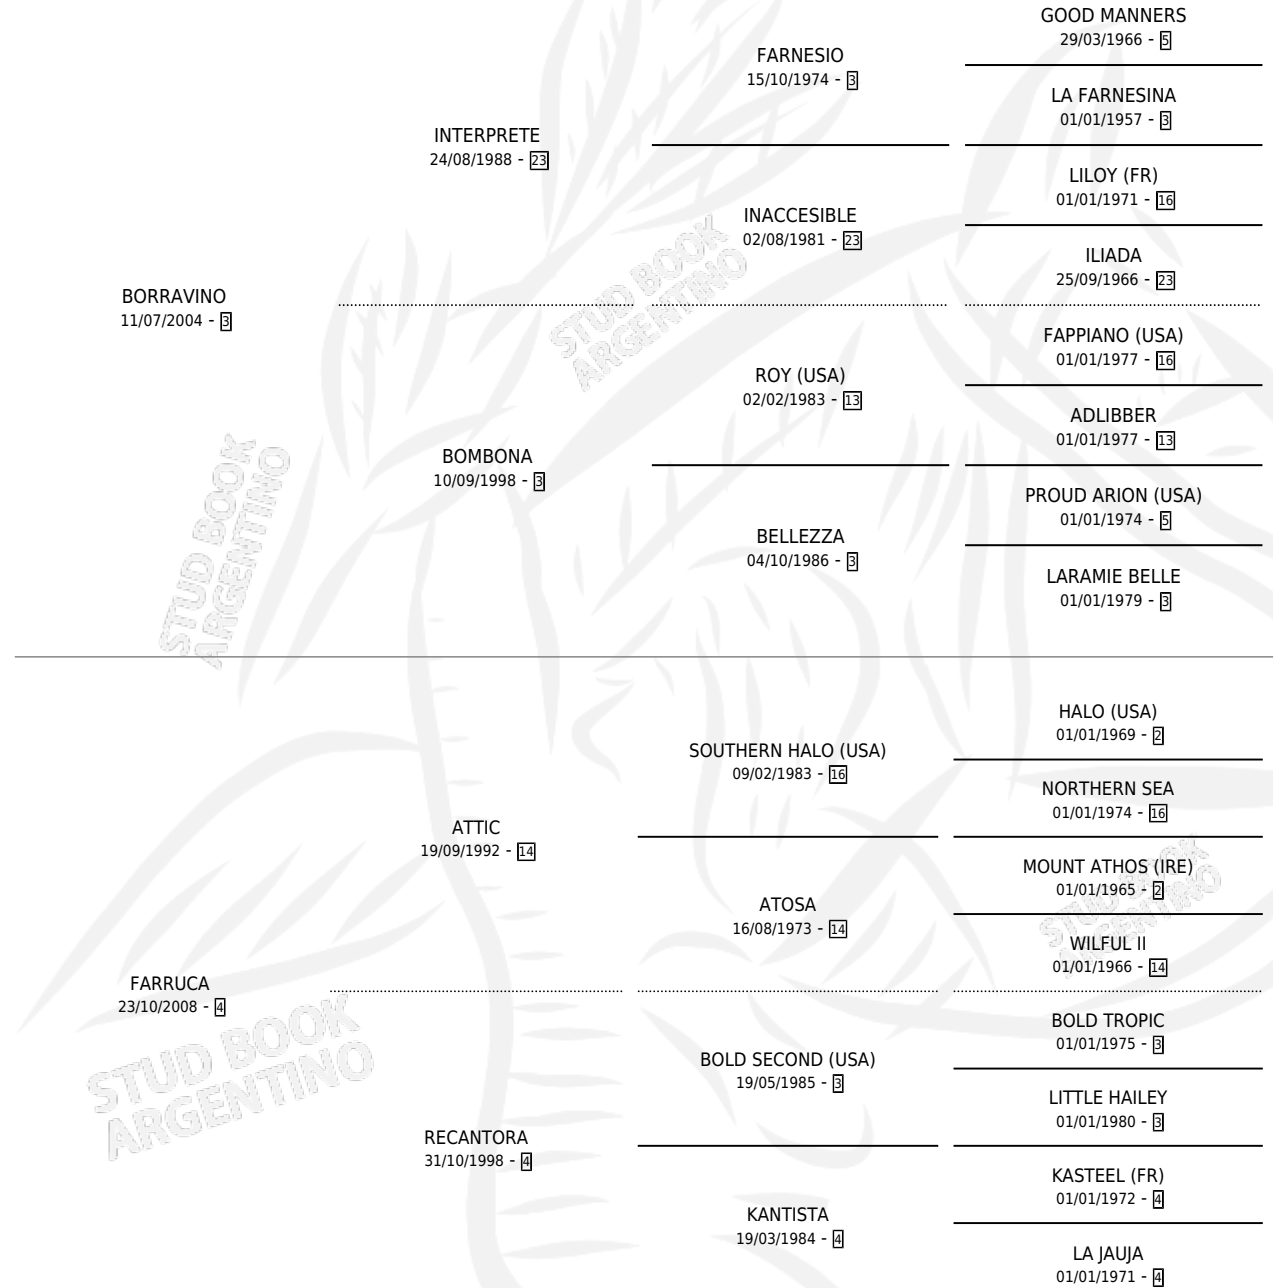 GOOD MANNERS
29/03/1966 - 5
FARNESIO
15/10/1974 - 3
LA FARNESINA
01/01/1957 - 3
INTERPRETE
24/08/1988 - 23
LILOY (FR)
01/01/1971 - 16
INACCESIBLE
02/08/1981 - 23
ILIADA
25/09/1966 - 23
BORRAVINO
11/07/2004 - 3
FAPPIANO (USA)
01/01/1977 - 16
ROY (USA)
02/02/1983 - 13
ADLIBBER
01/01/1977 - 13
BOMBONA
10/09/1998 - 3
PROUD ARION (USA)
01/01/1974 - 5
BELLEZZA
04/10/1986 - 3
LARAMIE BELLE
01/01/1979 - 3
HALO (USA)
01/01/1969 - 2
SOUTHERN HALO (USA)
09/02/1983 - 16
NORTHERN SEA
01/01/1974 - 16
ATTIC
19/09/1992 - 14
MOUNT ATHOS (IRE)
01/01/1965 - 2
ATOSA
16/08/1973 - 14
WILFUL II
01/01/1966 - 14
FARRUCA
23/10/2008 - 4
BOLD TROPIC
01/01/1975 - 3
BOLD SECOND (USA)
19/05/1985 - 3
LITTLE HAILEY
01/01/1980 - 3
RECANTORA
31/10/1998 - 4
KASTEEL (FR)
01/01/1972 - 4
KANTISTA
19/03/1984 - 4
LA JAUJA
01/01/1971 - 4
STUD BOOK
ARGENTINO
STUD BOOK
ARGENTINO
STUD BOOK
ARGENTINO
STUD BOOK
ARGENTINO